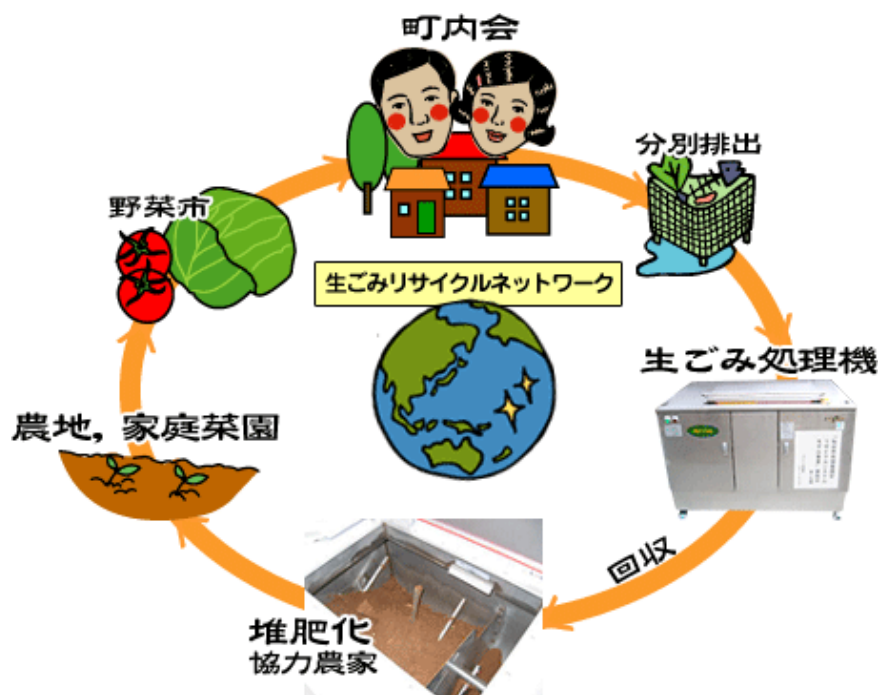 町内会
分別排出
野菜市
生ごみリサイクルネットワーク
生ごみ処理機
農地，家庭菜園
回収
堆肥化
協力農家